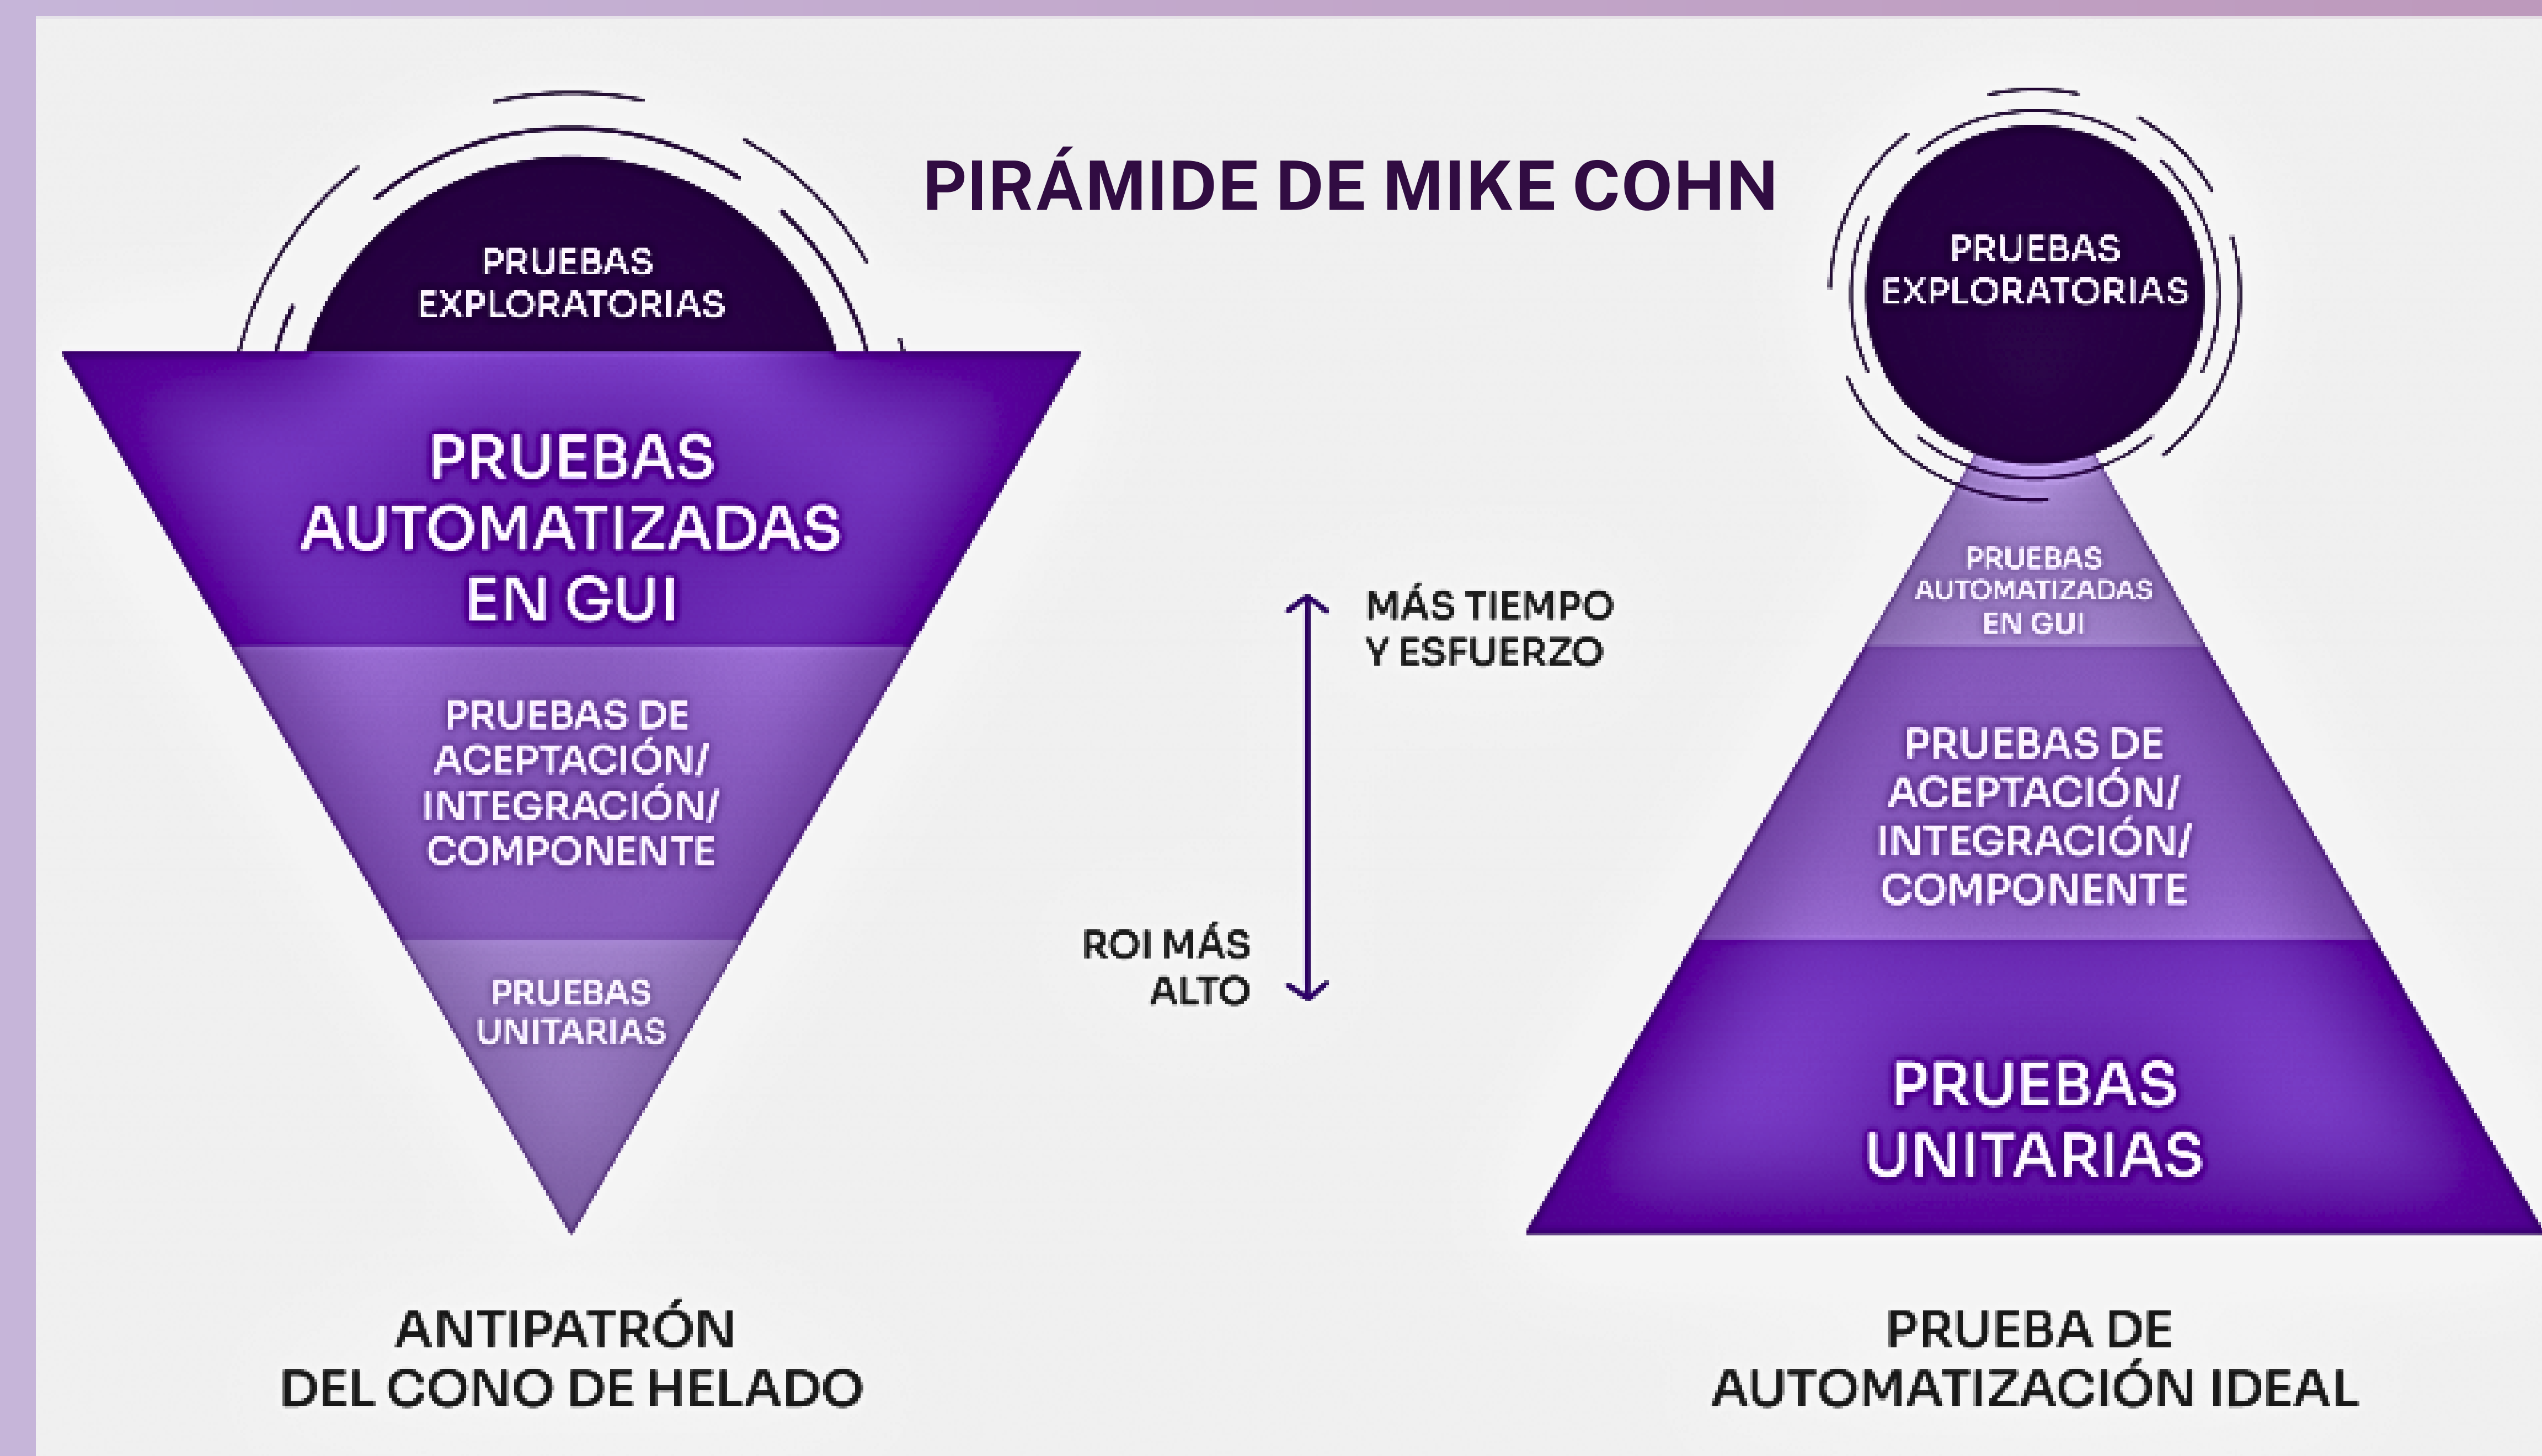 PIRÁMIDE DE MIKE COHN
PRUEBAS
EXPLORATORIAS
PRUEBAS
AUTOMATIZADAS
EN GUI
PRUEBAS DE
ACEPTACIÓN/
INTEGRACIÓN/
COMPONENTE
PRUEBAS
UNITARIAS
ANTIPATRÓN
DEL CONO DE HELADO
MÁS TIEMPO
Y ESFUERZO
ROI MÁS
ALTO
PRUEBAS
EXPLORATORIAS
PRUEBAS
AUTOMATIZADAS
EN GUI
PRUEBAS DE
ACEPTACIÓN/
INTEGRACIÓN/
COMPONENTE
PRUEBAS
UNITARIAS
PRUEBA DE
AUTOMATIZACIÓN IDEAL